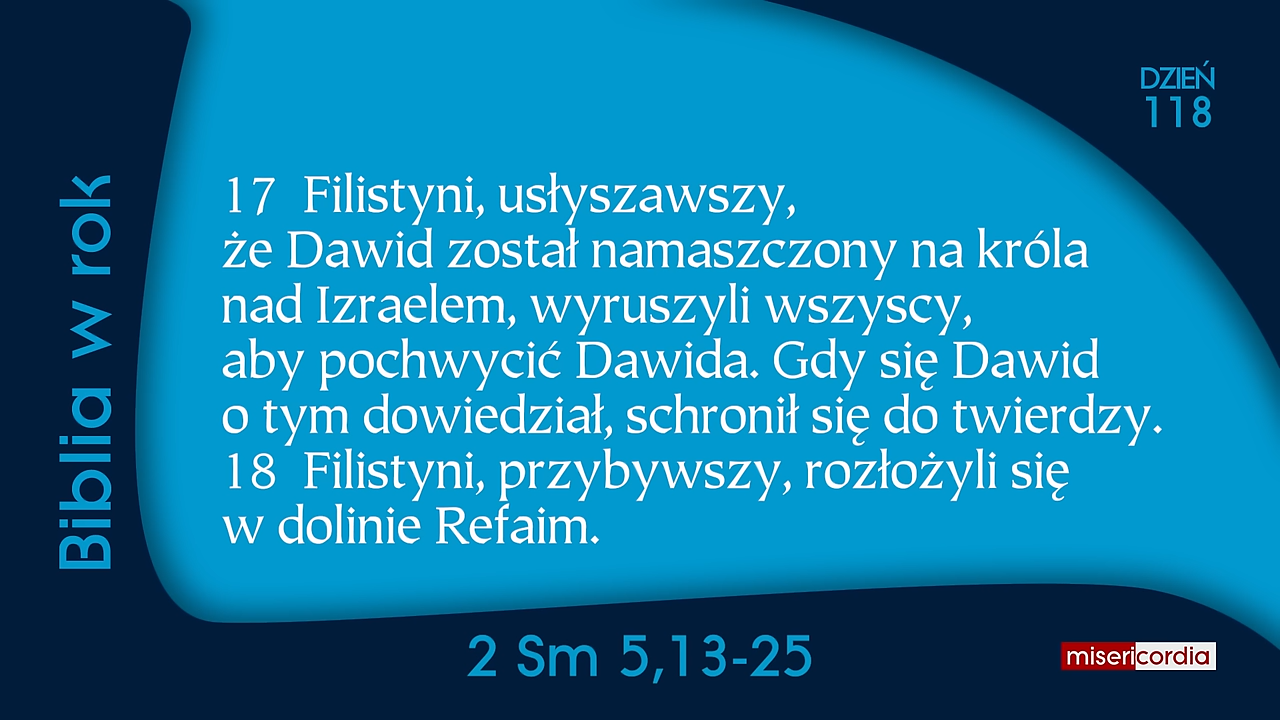 DZIEŃ
118
Biblia w rok
17 Filistyni, usłyszawszy,
że Dawid został namaszczony na króla
nad Izraelem, wyruszyli wszyscy,
aby pochwycić Dawida. Gdy się Dawid
o tym dowiedział, schronił się do twierdzy.
18 Filistyni, przybywszy, rozłożyli się
w dolinie Refaim.
2 Sm 5,13-25
misericordia